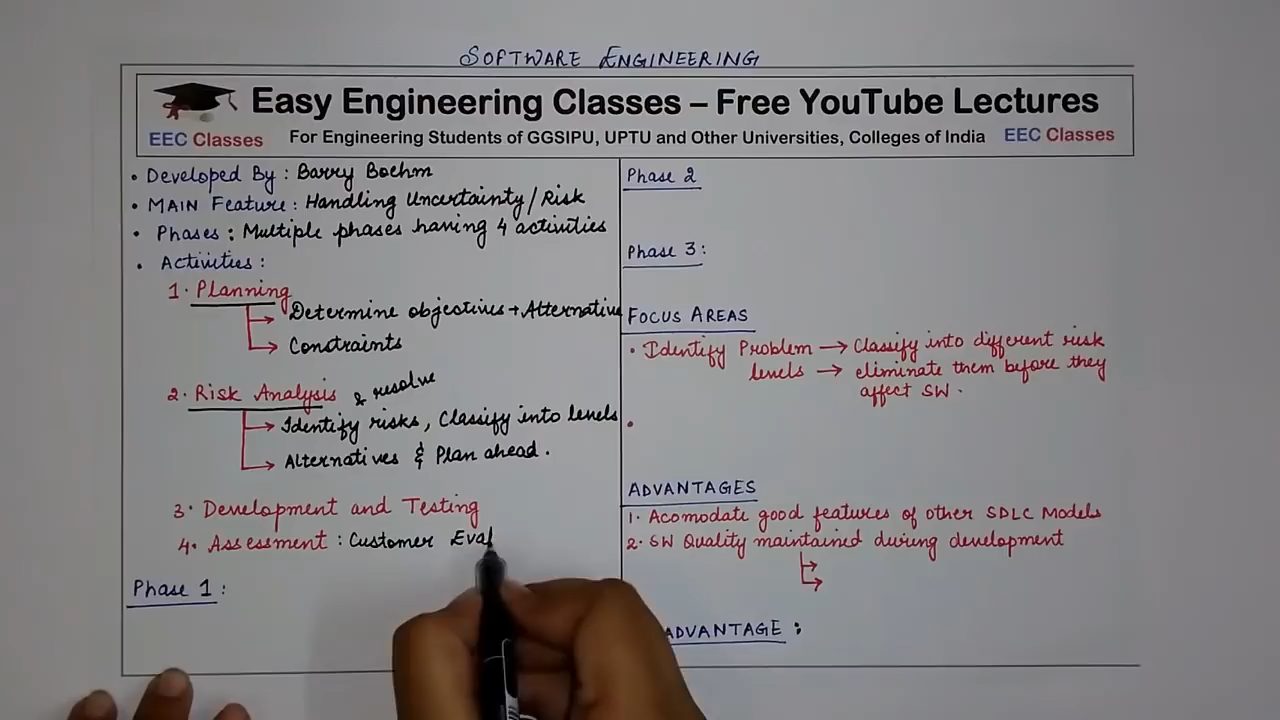 SOFTWARE ENGINEERING
Easy Engineering Classes – Free YouTube Lectures
EEC Classes For Engineering Students of GGSIPU, UPTU and Other Universities, Colleges of India EEC Classes
• Developed By : Barry Boehm
• MAIN Feature : Handling Uncertainty / Risk
• Phases : Multiple phases having 4 activities
• Activities :
1. Planning
→ Determine objectives + Alternative
→ Constraints
2. Risk Analysis & resolve
→ Identify risks, Classify into levels
→ Alternatives & Plan ahead.
3. Development and Testing
4. Assessment : Customer Eval
Phase 1 :
Phase 2
Phase 3 :
FOCUS AREAS
• Identify Problem → Classify into different risk
levels → eliminate them before they
affect SW.
•
ADVANTAGES
1. Acomodate good features of other SDLC Models
2. SW Quality maintained during development
ADVANTAGE :